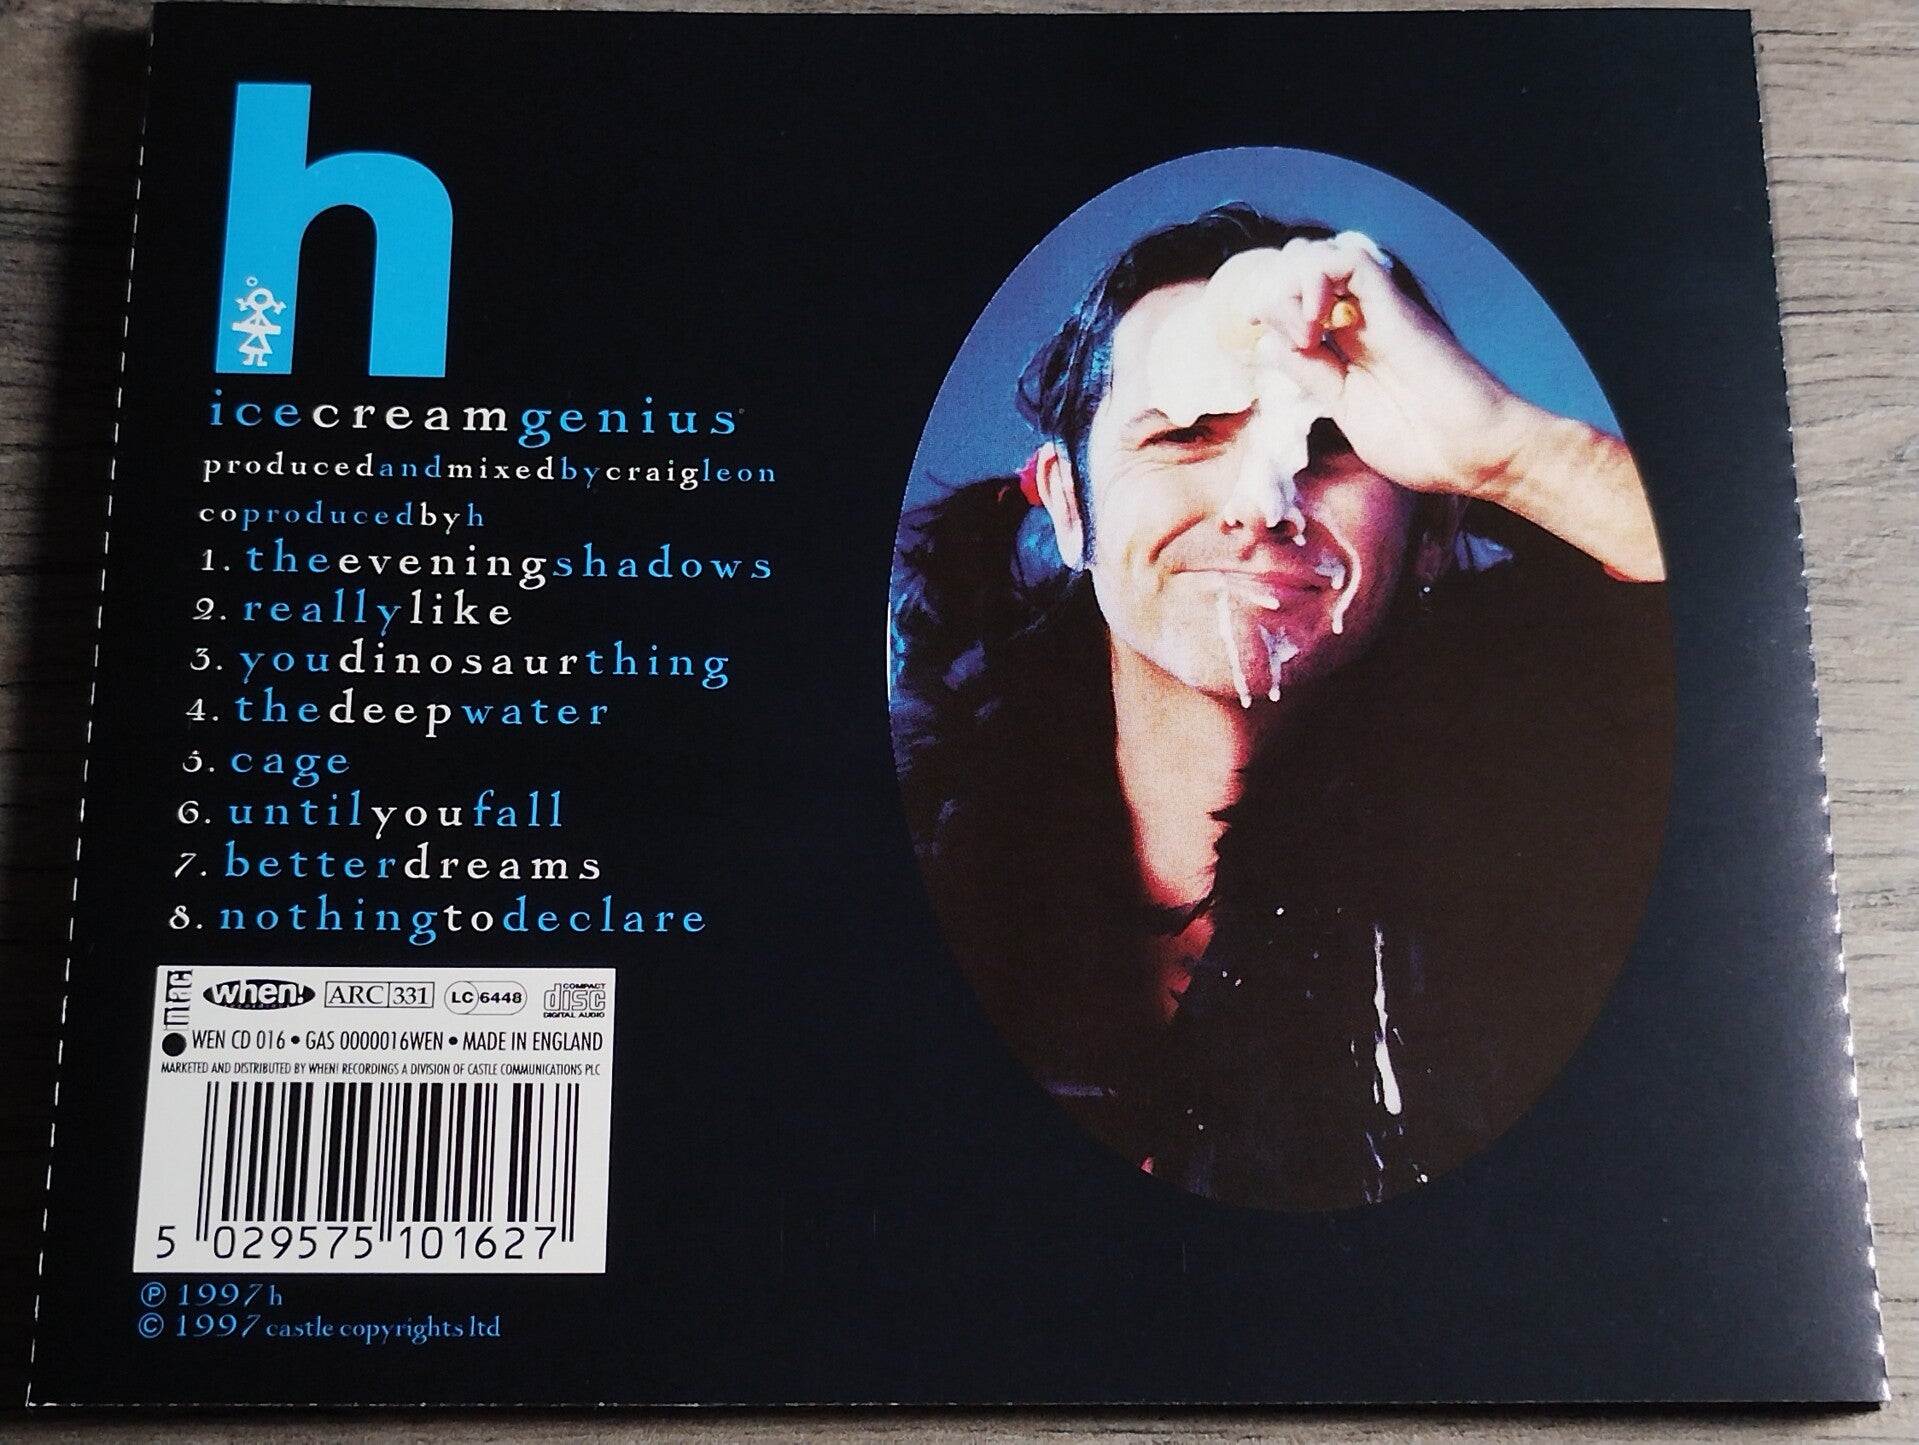 h
icecreamgenius
producedandmixedbycraigleon
coproducedbyh
1. theeveningshadows
2. reallylike
3. youdinosaurthing
4. thedeepwater
5. cage
6. untilyoufall
7. betterdreams
8. nothingtodeclare
intact
when! ARC 331 LC 6448 COMPACT disc DIGITAL AUDIO
WEN CD 016 • GAS 0000016WEN • MADE IN ENGLAND
MARKETED AND DISTRIBUTED BY WHEN! RECORDINGS A DIVISION OF CASTLE COMMUNICATIONS PLC
5 029575 101627
℗ 1997 h
© 1997 castle copyrights ltd